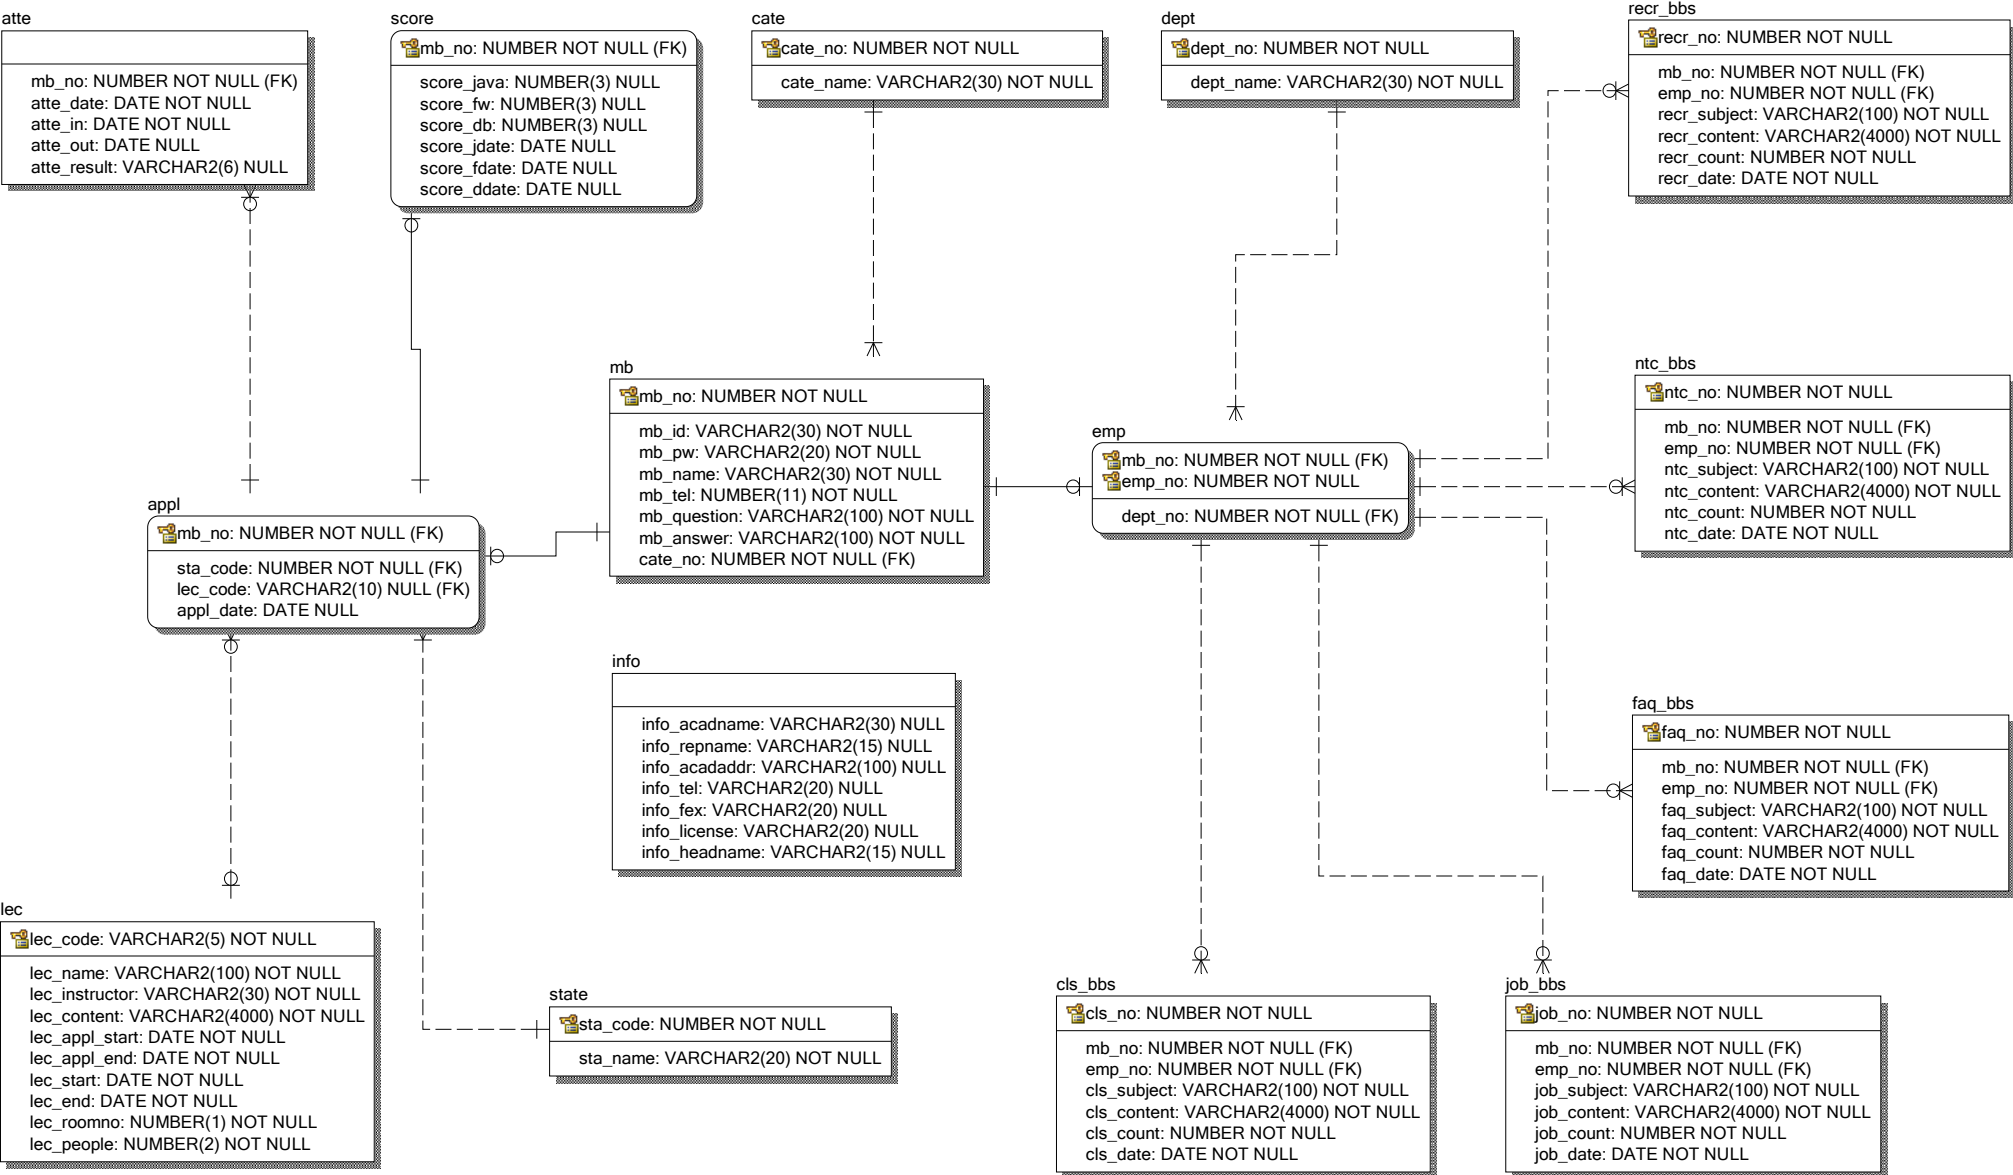 atte
mb_no: NUMBER NOT NULL (FK)
atte_date: DATE NOT NULL
atte_in: DATE NOT NULL
atte_out: DATE NULL
atte_result: VARCHAR2(6) NULL
score
mb_no: NUMBER NOT NULL (FK)
score_java: NUMBER(3) NULL
score_fw: NUMBER(3) NULL
score_db: NUMBER(3) NULL
score_jdate: DATE NULL
score_fdate: DATE NULL
score_ddate: DATE NULL
cate
cate_no: NUMBER NOT NULL
cate_name: VARCHAR2(30) NOT NULL
dept
dept_no: NUMBER NOT NULL
dept_name: VARCHAR2(30) NOT NULL
recr_bbs
recr_no: NUMBER NOT NULL
mb_no: NUMBER NOT NULL (FK)
emp_no: NUMBER NOT NULL (FK)
recr_subject: VARCHAR2(100) NOT NULL
recr_content: VARCHAR2(4000) NOT NULL
recr_count: NUMBER NOT NULL
recr_date: DATE NOT NULL
mb
mb_no: NUMBER NOT NULL
mb_id: VARCHAR2(30) NOT NULL
mb_pw: VARCHAR2(20) NOT NULL
mb_name: VARCHAR2(30) NOT NULL
mb_tel: NUMBER(11) NOT NULL
mb_question: VARCHAR2(100) NOT NULL
mb_answer: VARCHAR2(100) NOT NULL
cate_no: NUMBER NOT NULL (FK)
emp
mb_no: NUMBER NOT NULL (FK)
emp_no: NUMBER NOT NULL
dept_no: NUMBER NOT NULL (FK)
ntc_bbs
ntc_no: NUMBER NOT NULL
mb_no: NUMBER NOT NULL (FK)
emp_no: NUMBER NOT NULL (FK)
ntc_subject: VARCHAR2(100) NOT NULL
ntc_content: VARCHAR2(4000) NOT NULL
ntc_count: NUMBER NOT NULL
ntc_date: DATE NOT NULL
appl
mb_no: NUMBER NOT NULL (FK)
sta_code: NUMBER NOT NULL (FK)
lec_code: VARCHAR2(10) NULL (FK)
appl_date: DATE NULL
info
info_acadname: VARCHAR2(30) NULL
info_repname: VARCHAR2(15) NULL
info_acadaddr: VARCHAR2(100) NULL
info_tel: VARCHAR2(20) NULL
info_fex: VARCHAR2(20) NULL
info_license: VARCHAR2(20) NULL
info_headname: VARCHAR2(15) NULL
faq_bbs
faq_no: NUMBER NOT NULL
mb_no: NUMBER NOT NULL (FK)
emp_no: NUMBER NOT NULL (FK)
faq_subject: VARCHAR2(100) NOT NULL
faq_content: VARCHAR2(4000) NOT NULL
faq_count: NUMBER NOT NULL
faq_date: DATE NOT NULL
lec
lec_code: VARCHAR2(5) NOT NULL
lec_name: VARCHAR2(100) NOT NULL
lec_instructor: VARCHAR2(30) NOT NULL
lec_content: VARCHAR2(4000) NOT NULL
lec_appl_start: DATE NOT NULL
lec_appl_end: DATE NOT NULL
lec_start: DATE NOT NULL
lec_end: DATE NOT NULL
lec_roomno: NUMBER(1) NOT NULL
lec_people: NUMBER(2) NOT NULL
state
sta_code: NUMBER NOT NULL
sta_name: VARCHAR2(20) NOT NULL
cls_bbs
cls_no: NUMBER NOT NULL
mb_no: NUMBER NOT NULL (FK)
emp_no: NUMBER NOT NULL (FK)
cls_subject: VARCHAR2(100) NOT NULL
cls_content: VARCHAR2(4000) NOT NULL
cls_count: NUMBER NOT NULL
cls_date: DATE NOT NULL
job_bbs
job_no: NUMBER NOT NULL
mb_no: NUMBER NOT NULL (FK)
emp_no: NUMBER NOT NULL (FK)
job_subject: VARCHAR2(100) NOT NULL
job_content: VARCHAR2(4000) NOT NULL
job_count: NUMBER NOT NULL
job_date: DATE NOT NULL